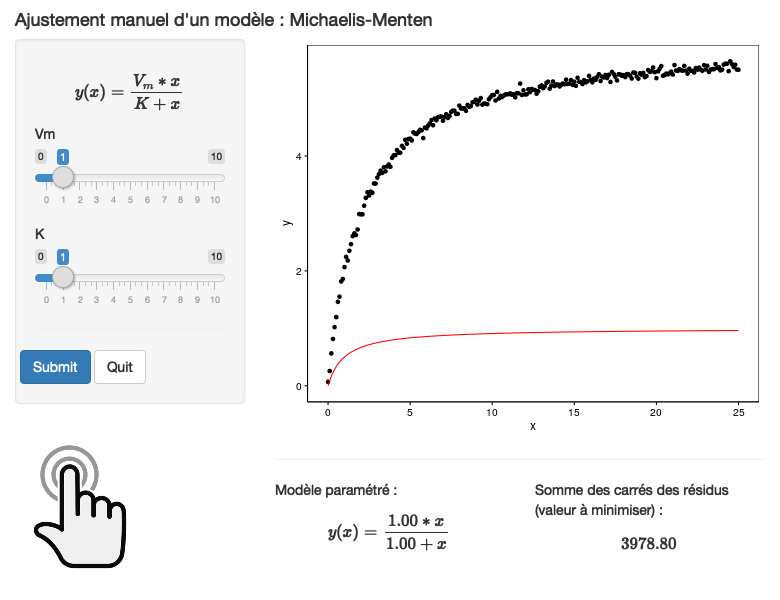 Ajustement manuel d'un modèle : Michaelis-Menten
y(x) = \frac{V_m * x}{K + x}
Vm
0 1 10
0 1 2 3 4 5 6 7 8 9 10
K
0 1 10
0 1 2 3 4 5 6 7 8 9 10
Submit Quit
y
4
2
0
0 5 10 15 20 25
x
Modèle paramétré :
y(x) = \frac{1.00 * x}{1.00 + x}
Somme des carrés des résidus
(valeur à minimiser) :
3978.80